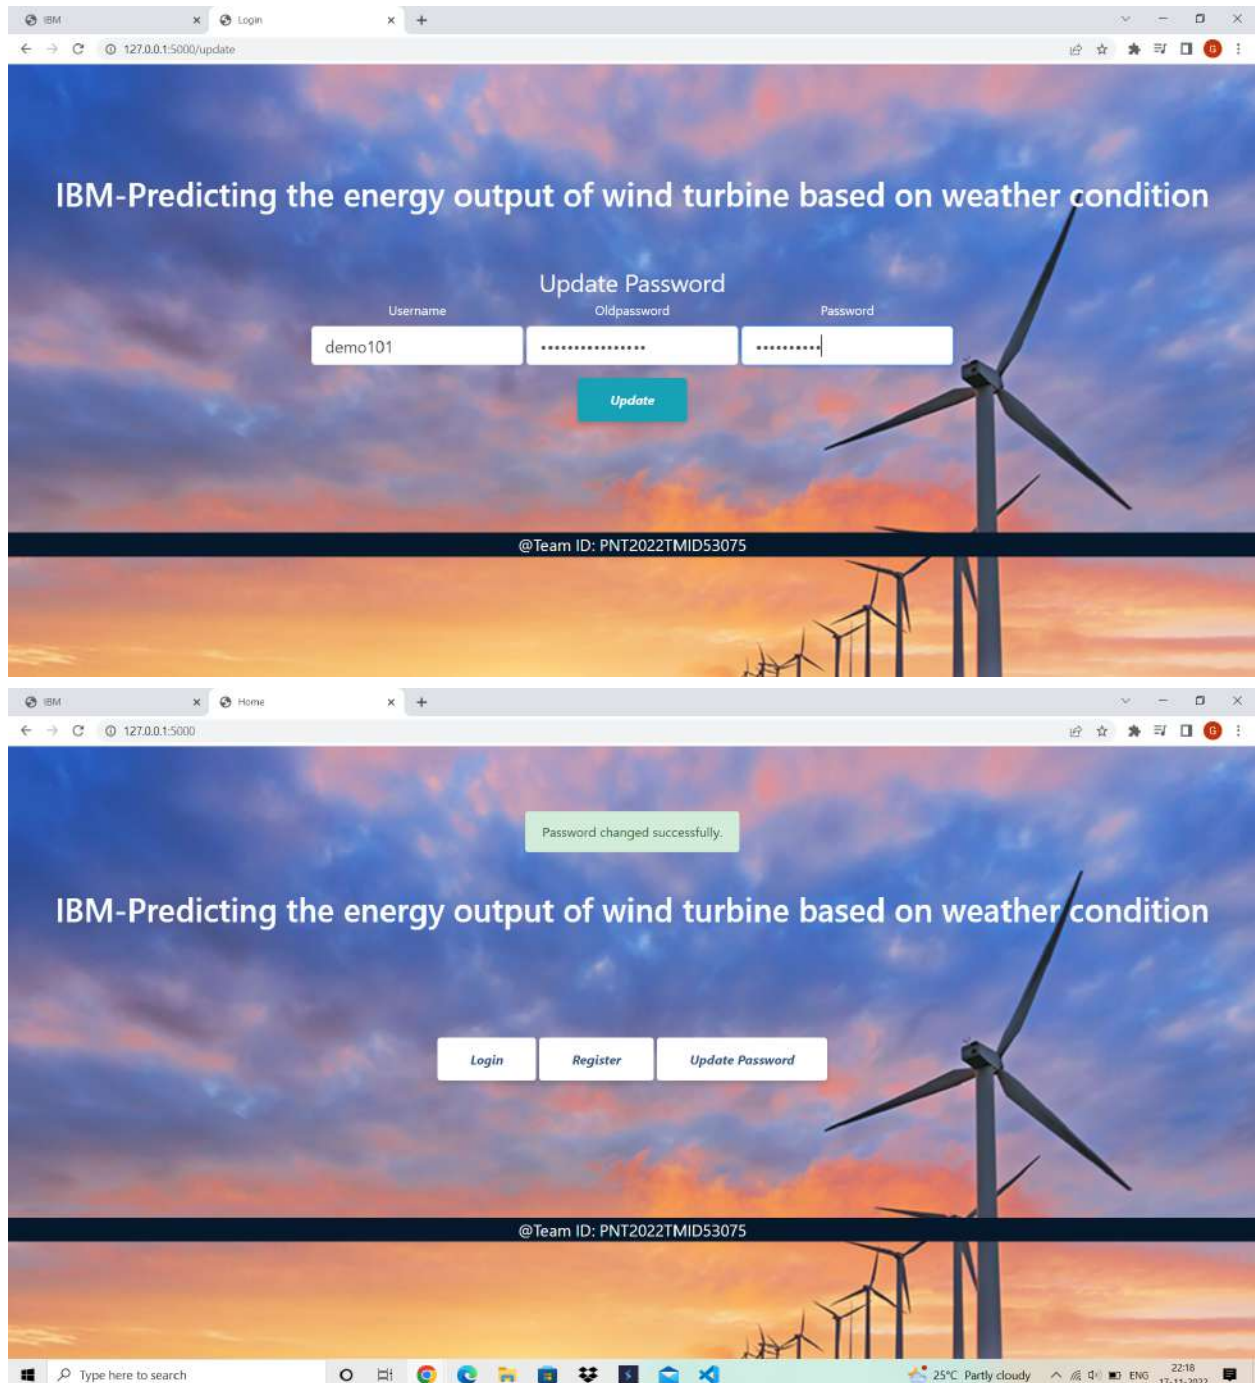 IBM
Login
127.0.0.1:5000/update
G
IBM-Predicting the energy output of wind turbine based on weather condition
Update Password
Username Oldpassword Password
demo101
Update
@Team ID: PNT2022TMID53075
IBM
Home
127.0.0.1:5000
G
Password changed successfully.
IBM-Predicting the energy output of wind turbine based on weather condition
Login Register Update Password
@Team ID: PNT2022TMID53075
Type here to search
25°C Partly cloudy
ENG
22:18
17-11-2022